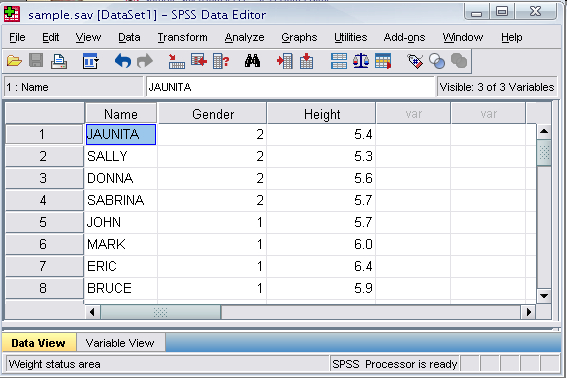 sample.sav [DataSet1] – SPSS Data Editor
File Edit View Data Transform Analyze Graphs Utilities Add-ons Window Help
1 : Name JAUNITA Visible: 3 of 3 Variables
Name Gender Height var var
1 JAUNITA 2 5.4
2 SALLY 2 5.3
3 DONNA 2 5.6
4 SABRINA 2 5.7
5 JOHN 1 5.7
6 MARK 1 6.0
7 ERIC 1 6.4
8 BRUCE 1 5.9
Data View Variable View
Weight status area SPSS Processor is ready